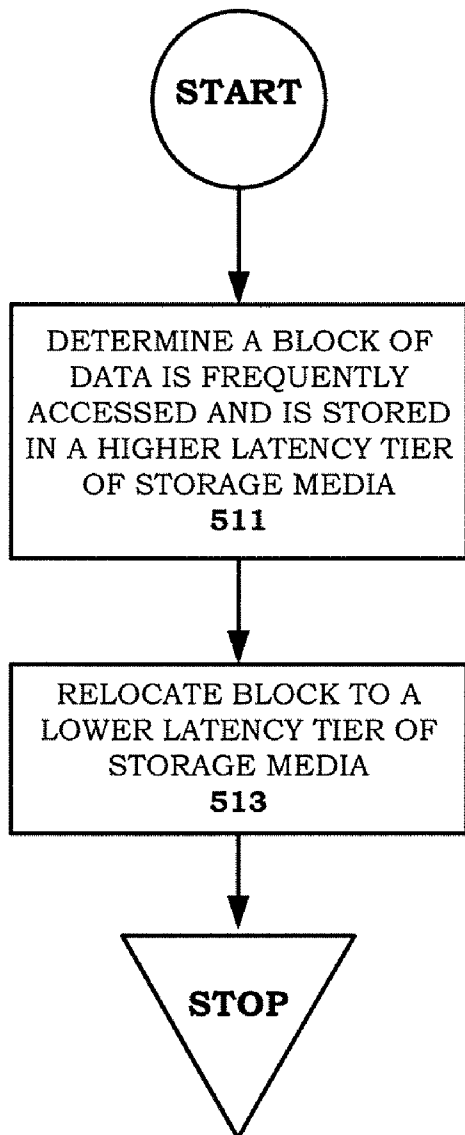 START
DETERMINE A BLOCK OF
DATA IS FREQUENTLY
ACCESSED AND IS STORED
IN A HIGHER LATENCY TIER
OF STORAGE MEDIA
511
RELOCATE BLOCK TO A
LOWER LATENCY TIER OF
STORAGE MEDIA
513
STOP